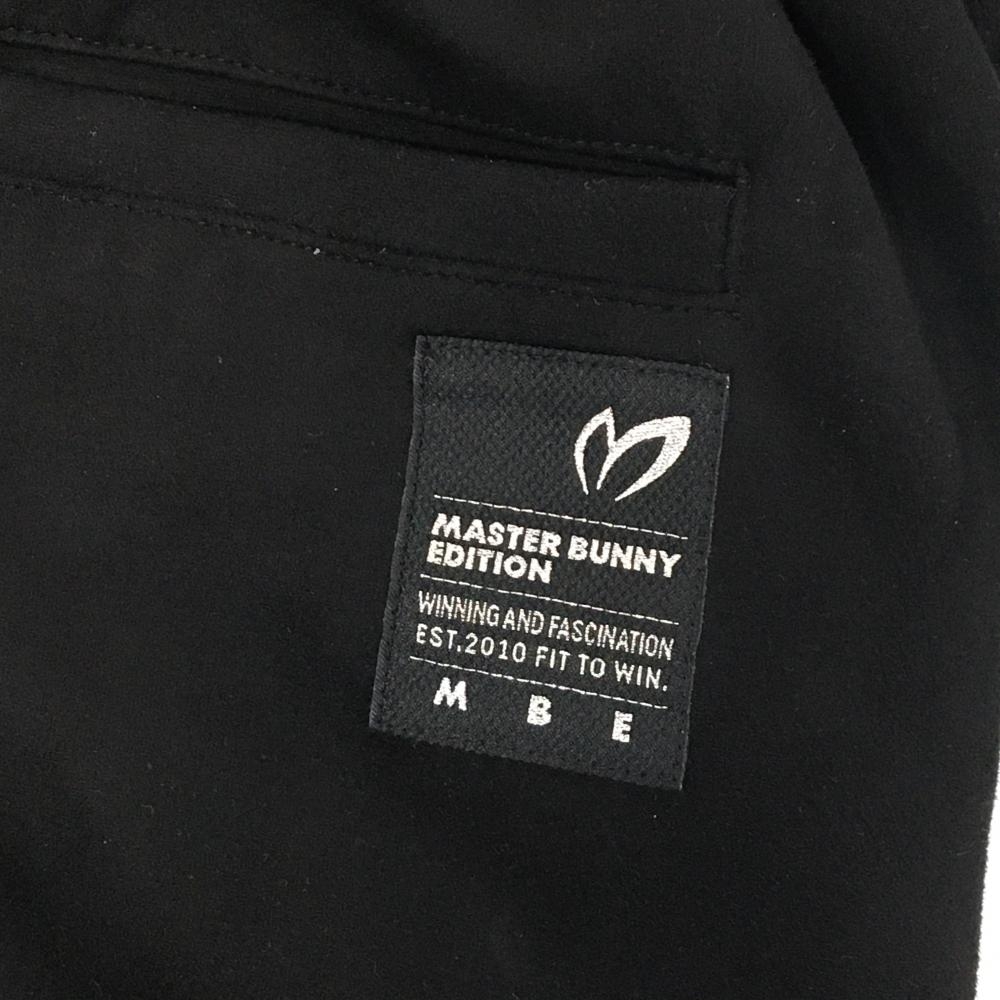 MASTER BUNNY
EDITION
WINNING AND FASCINATION
EST.2010 FIT TO WIN.
M B E